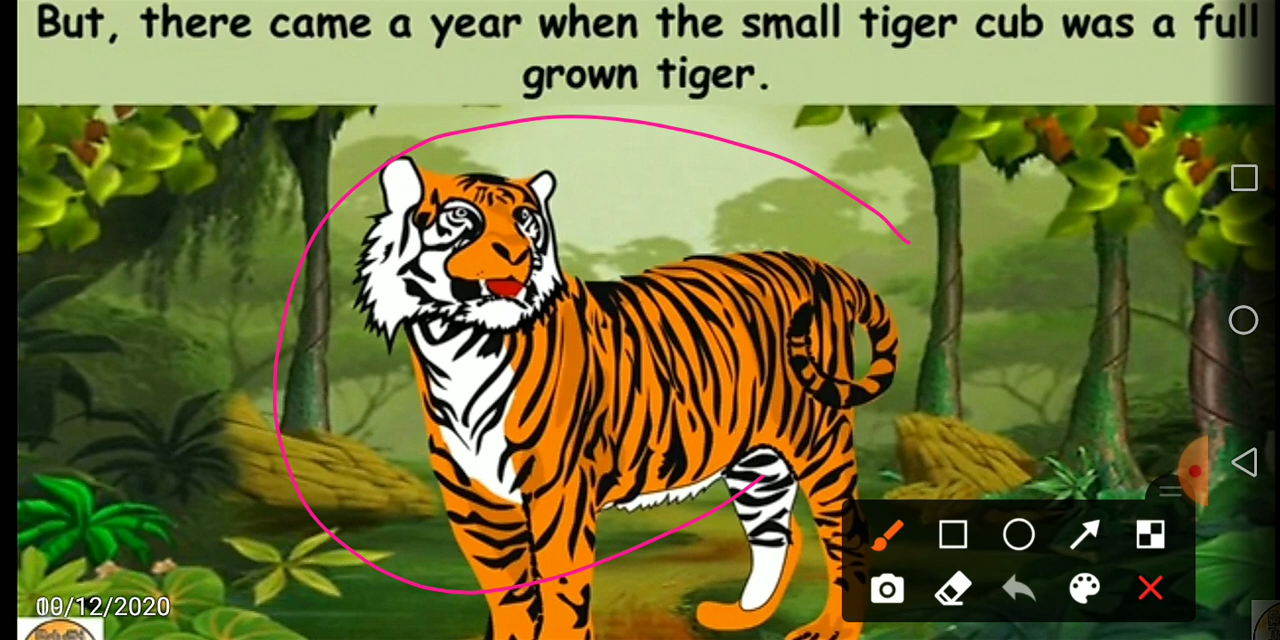 But, there came a year when the small tiger cub was a full
grown tiger.
09/12/2020